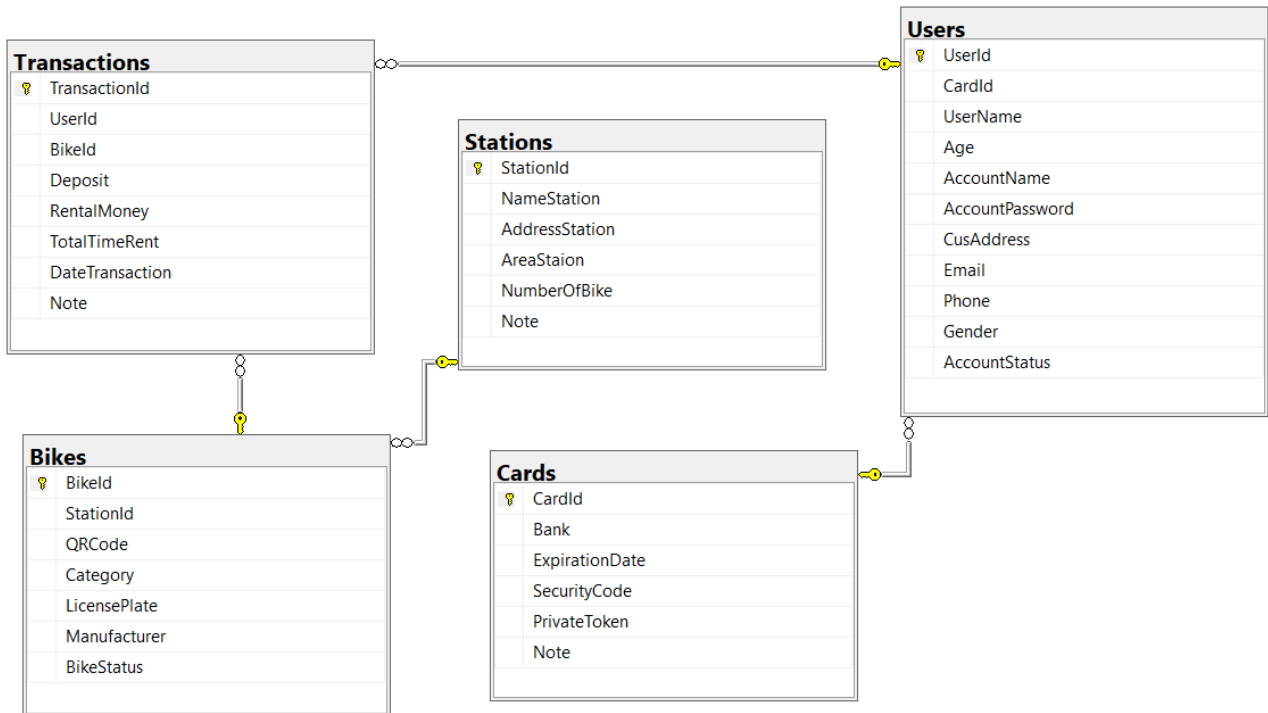 Transactions
TransactionId
UserId
BikeId
Deposit
RentalMoney
TotalTimeRent
DateTransaction
Note
Stations
StationId
NameStation
AddressStation
AreaStaion
NumberOfBike
Note
Users
UserId
CardId
UserName
Age
AccountName
AccountPassword
CusAddress
Email
Phone
Gender
AccountStatus
Bikes
BikeId
StationId
QRCode
Category
LicensePlate
Manufacturer
BikeStatus
Cards
CardId
Bank
ExpirationDate
SecurityCode
PrivateToken
Note